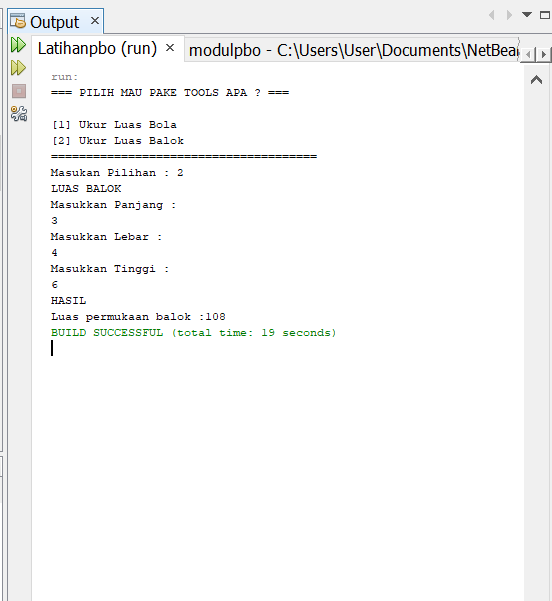 Output
Latihanpbo (run)
modulpbo - C:\Users\User\Documents\NetBea
run:
=== PILIH MAU PAKE TOOLS APA ? ===
[1] Ukur Luas Bola
[2] Ukur Luas Balok
======================================
Masukan Pilihan : 2
LUAS BALOK
Masukkan Panjang :
3
Masukkan Lebar :
4
Masukkan Tinggi :
6
HASIL
Luas permukaan balok :108
BUILD SUCCESSFUL (total time: 19 seconds)